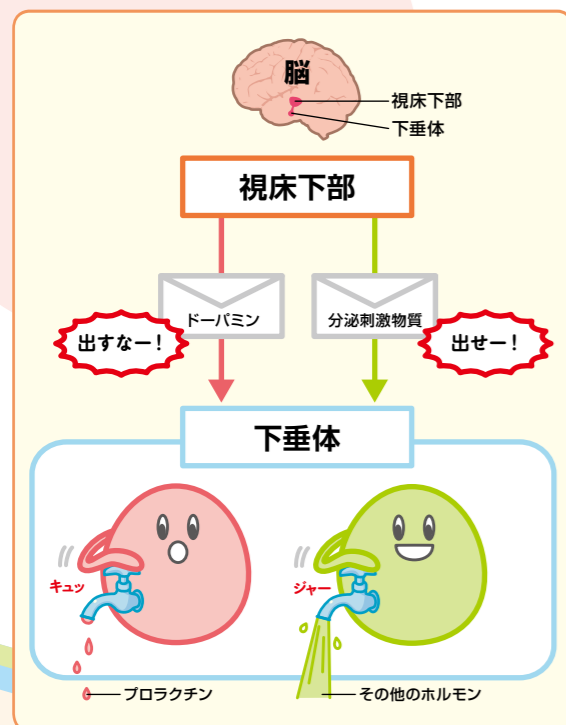 脳
視床下部
下垂体
視床下部
ドーパミン
分泌刺激物質
出すなー!
出せー!
下垂体
キュッ
ジャー
プロラクチン
その他のホルモン